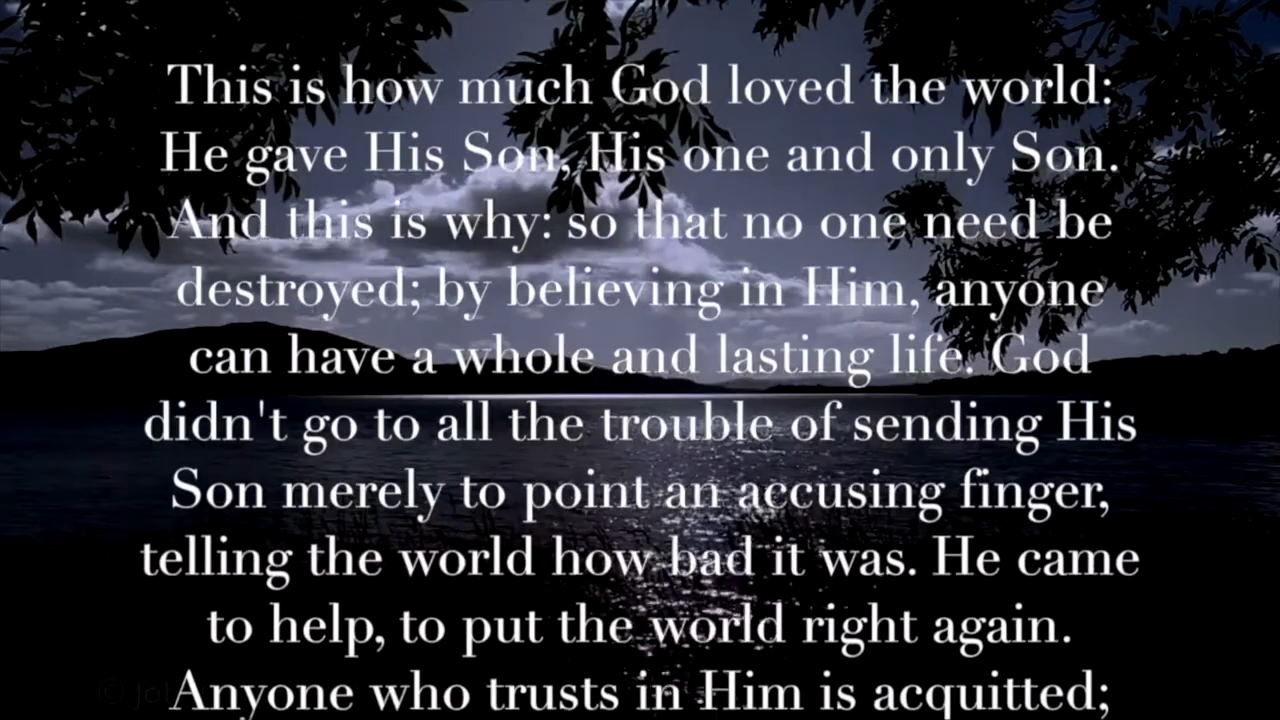 This is how much God loved the world:
He gave His Son, His one and only Son.
And this is why: so that no one need be
destroyed; by believing in Him, anyone
can have a whole and lasting life. God
didn't go to all the trouble of sending His
Son merely to point an accusing finger,
telling the world how bad it was. He came
to help, to put the world right again.
Anyone who trusts in Him is acquitted;